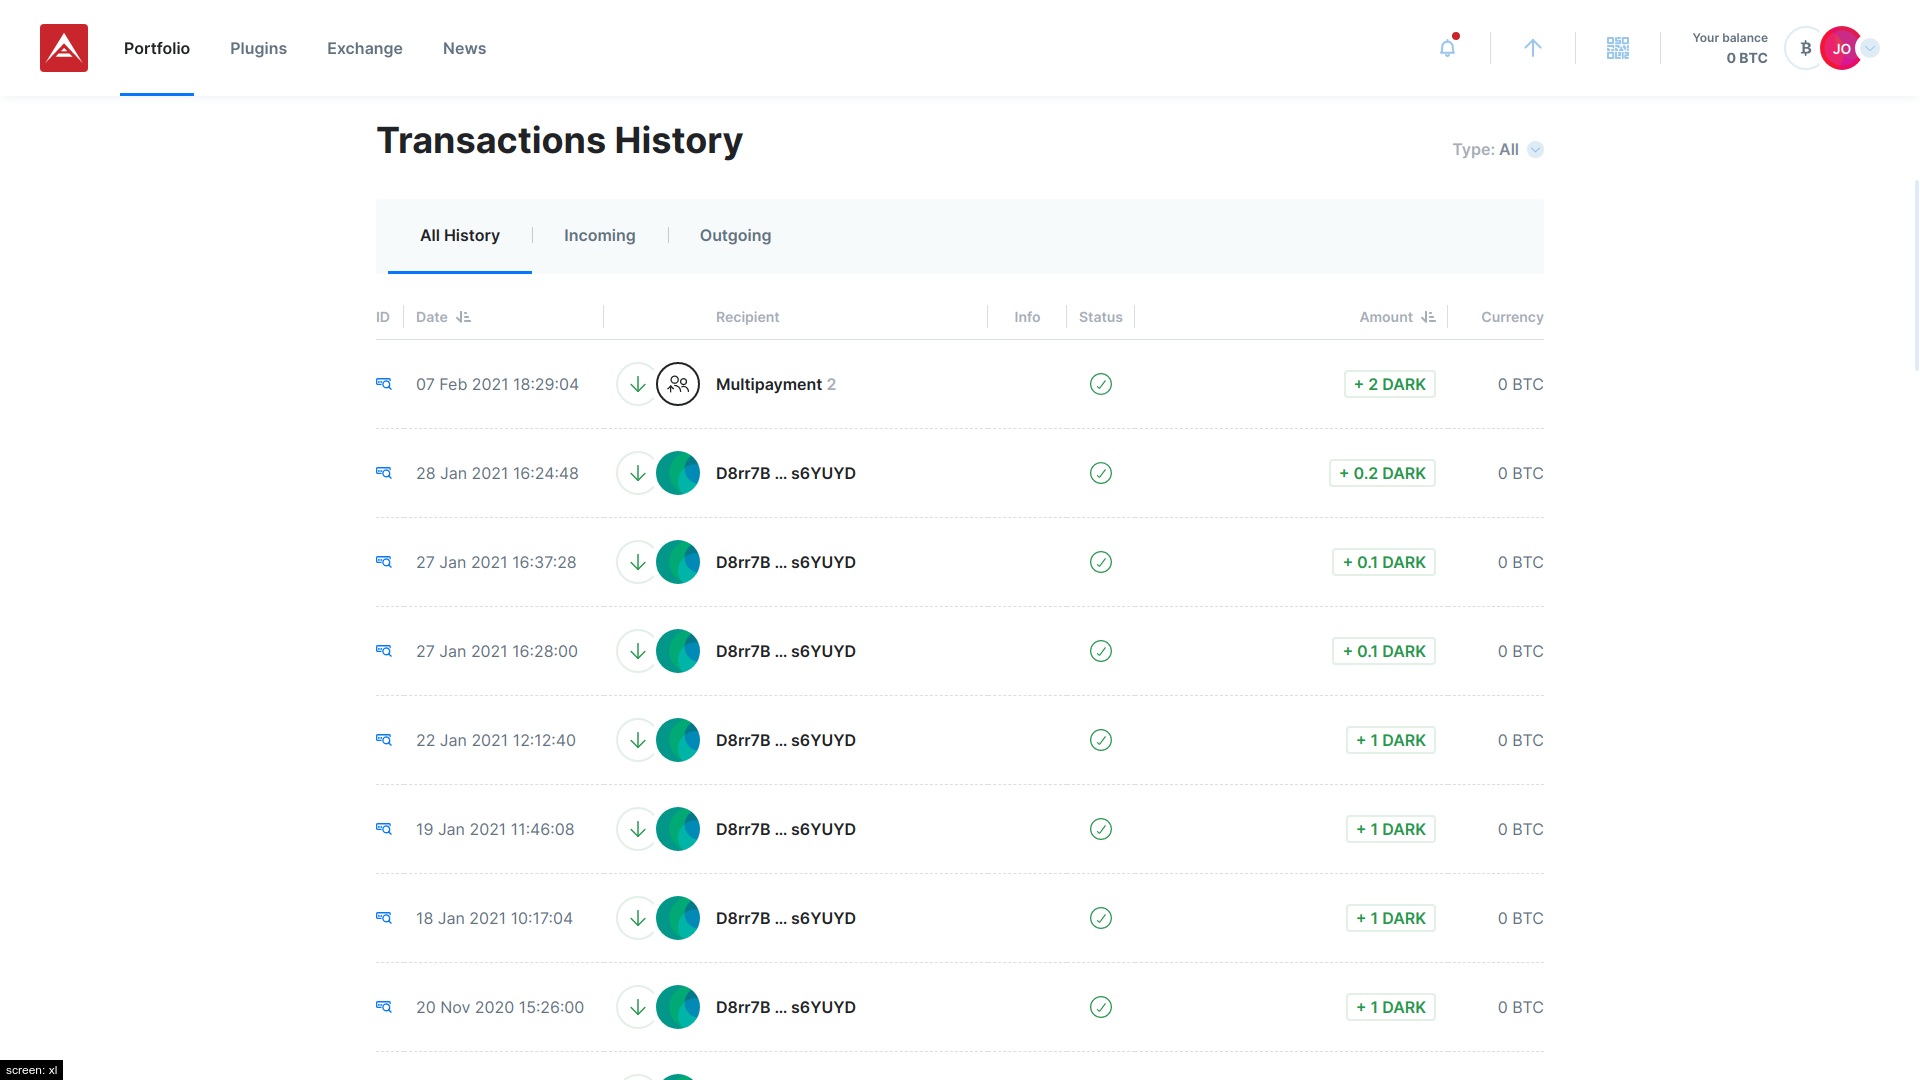 Portfolio Plugins Exchange News
Your balance
0 BTC
JO
Transactions History
Type: All
All History Incoming Outgoing
ID Date Recipient Info Status Amount Currency
07 Feb 2021 18:29:04 Multipayment 2 + 2 DARK 0 BTC
28 Jan 2021 16:24:48 D8rr7B ... s6YUYD + 0.2 DARK 0 BTC
27 Jan 2021 16:37:28 D8rr7B ... s6YUYD + 0.1 DARK 0 BTC
27 Jan 2021 16:28:00 D8rr7B ... s6YUYD + 0.1 DARK 0 BTC
22 Jan 2021 12:12:40 D8rr7B ... s6YUYD + 1 DARK 0 BTC
19 Jan 2021 11:46:08 D8rr7B ... s6YUYD + 1 DARK 0 BTC
18 Jan 2021 10:17:04 D8rr7B ... s6YUYD + 1 DARK 0 BTC
20 Nov 2020 15:26:00 D8rr7B ... s6YUYD + 1 DARK 0 BTC
screen: xl